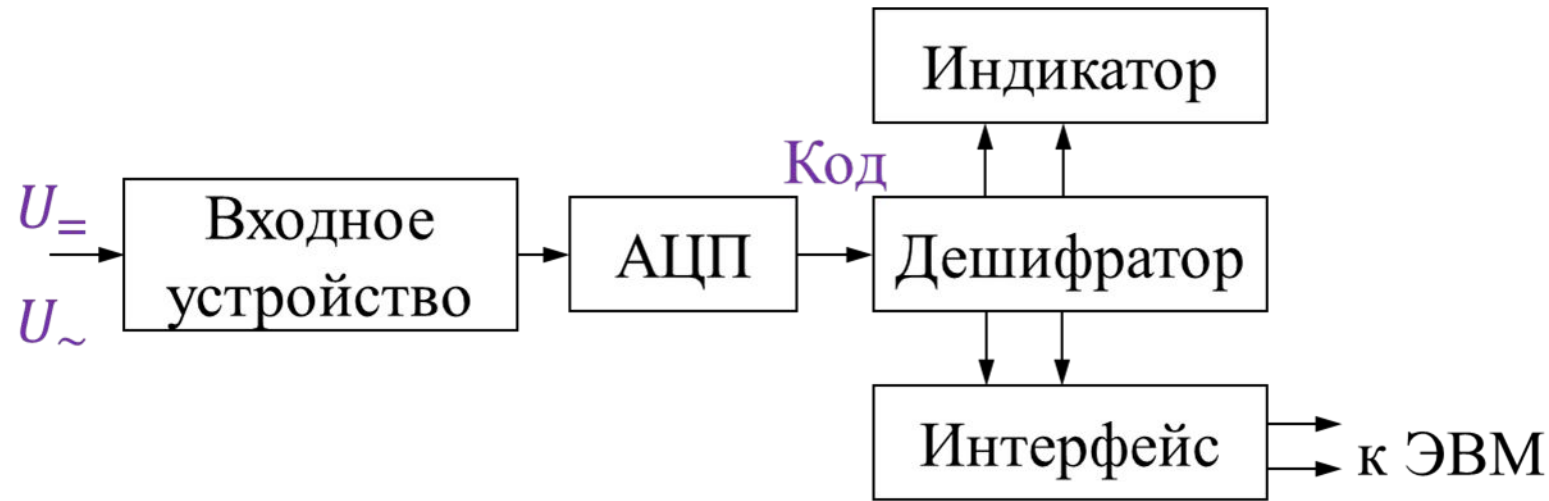 Индикатор
Код
U=
U~
Входное
устройство
АЦП
Дешифратор
Интерфейс
к ЭВМ